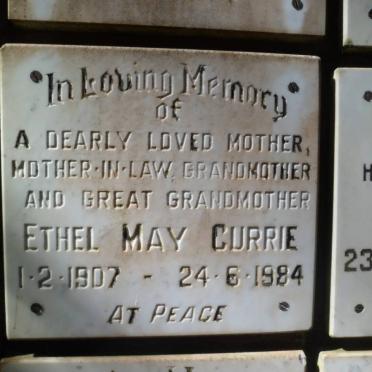 In Loving Memory
of
A DEARLY LOVED MOTHER,
MOTHER-IN-LAW, GRANDMOTHER
AND GREAT GRANDMOTHER
ETHEL MAY CURRIE
1·2·1907 - 24·6·1984
AT PEACE
23